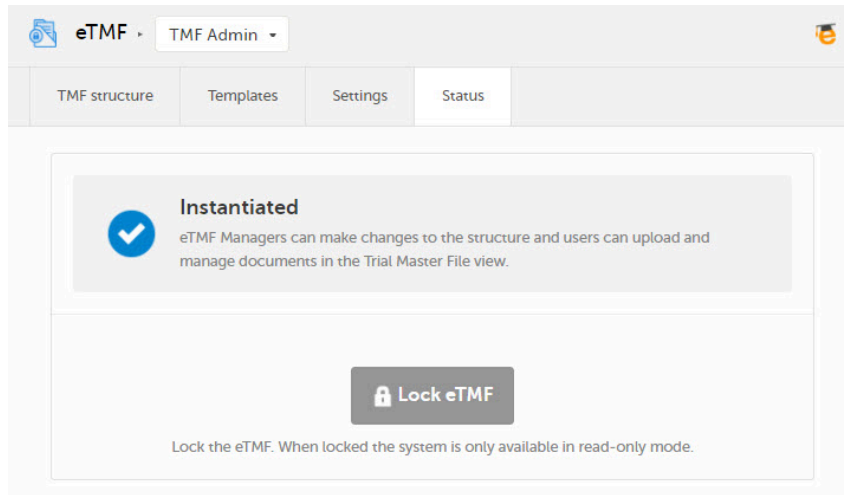 eTMF TMF Admin
TMF structure Templates Settings Status
Instantiated
eTMF Managers can make changes to the structure and users can upload and
manage documents in the Trial Master File view.
Lock eTMF
Lock the eTMF. When locked the system is only available in read-only mode.